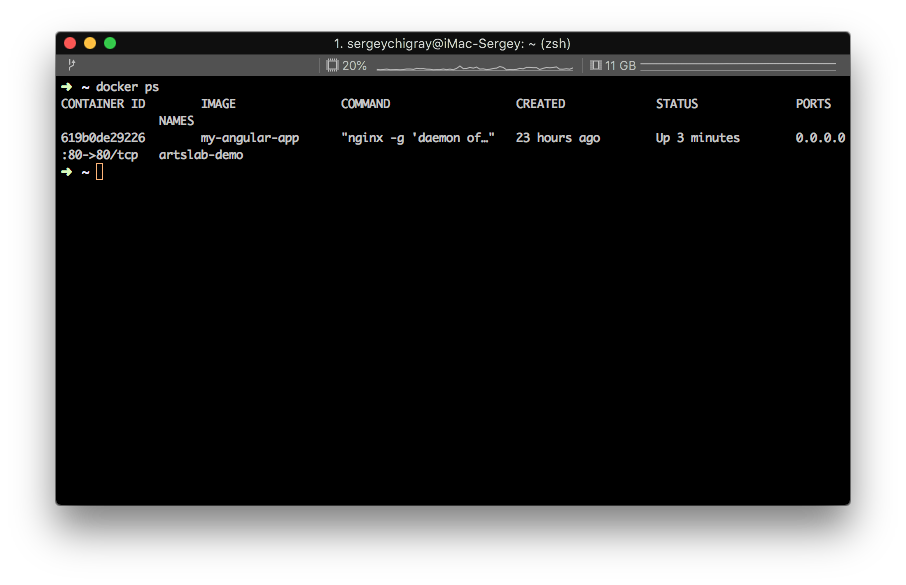 1. sergeychigray@iMac-Sergey: ~ (zsh)
20% 11 GB
➜ ~ docker ps
CONTAINER ID IMAGE COMMAND CREATED STATUS PORTS
NAMES
619b0de29226 my-angular-app "nginx -g 'daemon of…" 23 hours ago Up 3 minutes 0.0.0.0
:80->80/tcp artslab-demo
➜ ~